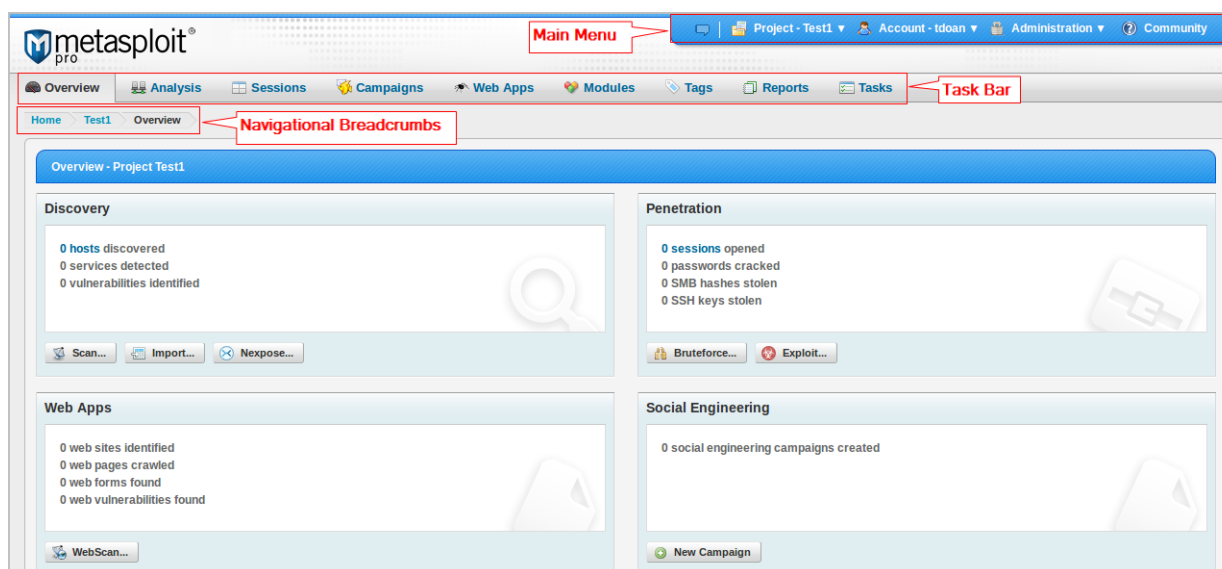 metasploit®
pro
Main Menu
Project - Test1 ▼ Account - tdoan ▼ Administration ▼ Community
Overview Analysis Sessions Campaigns Web Apps Modules Tags Reports Tasks
Task Bar
Home Test1 Overview
Navigational Breadcrumbs
Overview - Project Test1
Discovery
0 hosts discovered
0 services detected
0 vulnerabilities identified
Scan... Import... Nexpose...
Penetration
0 sessions opened
0 passwords cracked
0 SMB hashes stolen
0 SSH keys stolen
Bruteforce... Exploit...
Web Apps
0 web sites identified
0 web pages crawled
0 web forms found
0 web vulnerabilities found
WebScan...
Social Engineering
0 social engineering campaigns created
New Campaign